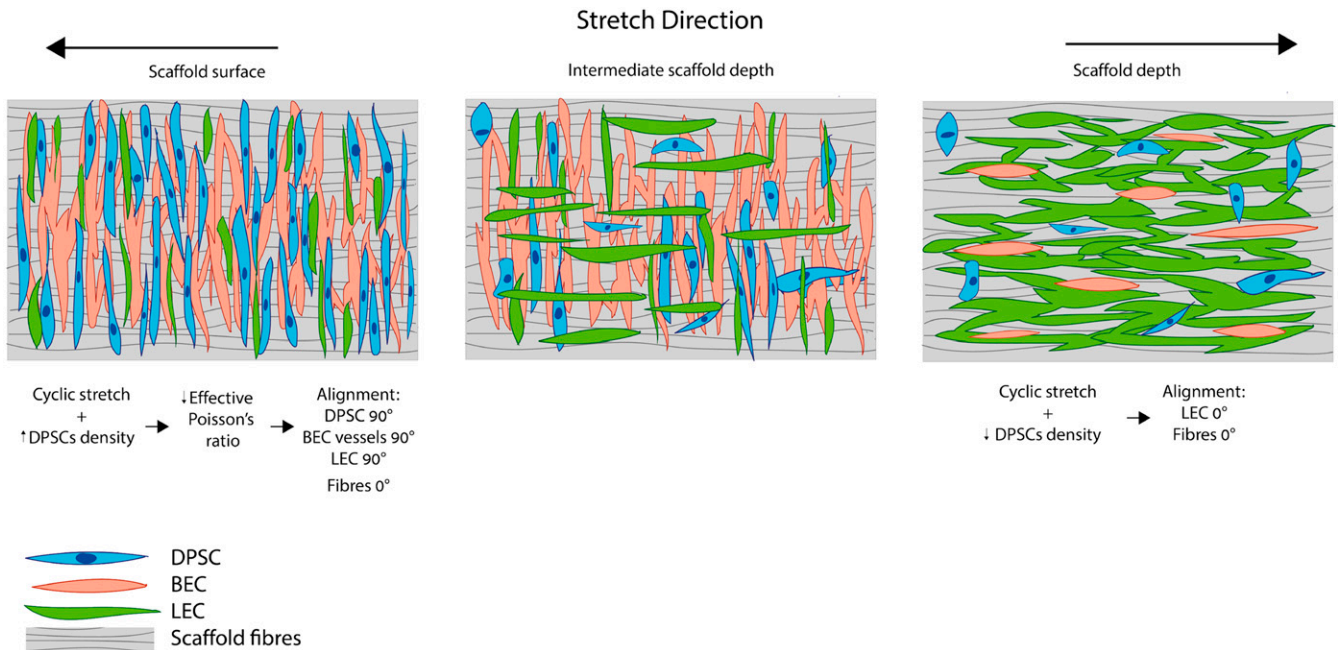 Stretch Direction
Scaffold surface
Intermediate scaffold depth
Scaffold depth
Cyclic stretch
+
↑DPSCs density
↓Effective
Poisson's
ratio
Alignment:
DPSC 90°
BEC vessels 90°
LEC 90°
Fibres 0°
Cyclic stretch
+
↓ DPSCs density
Alignment:
LEC 0°
Fibres 0°
DPSC
BEC
LEC
Scaffold fibres